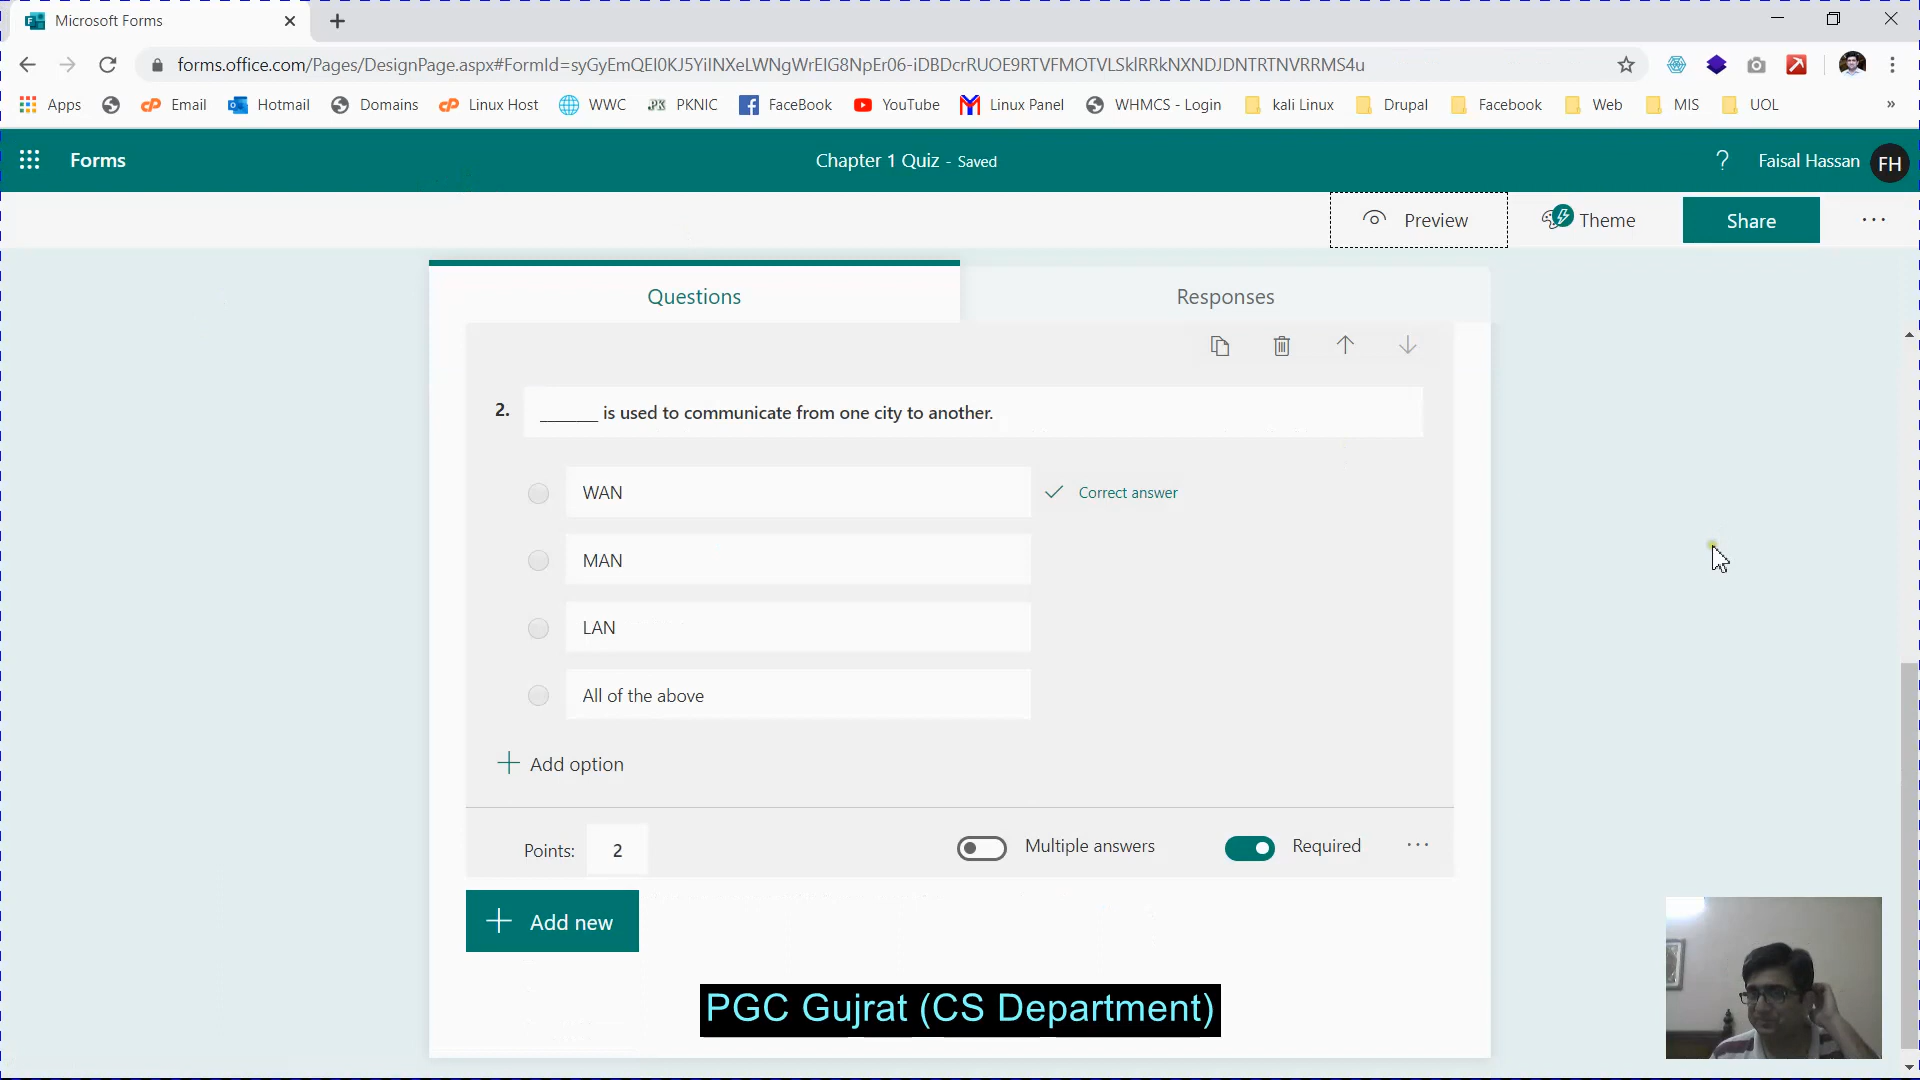 Microsoft Forms
forms.office.com/Pages/DesignPage.aspx#FormId=syGyEmQEI0KJ5YiINXeLWNgWrEIG8NpEr06-iDBDcrRUOE9RTVFMOTVLSklRRkNXNDJDNTRTNVRRMS4u
Apps Email Hotmail Domains Linux Host WWC PKNIC FaceBook YouTube Linux Panel WHMCS - Login kali Linux Drupal Facebook Web MIS UOL »
Forms Chapter 1 Quiz - Saved ? Faisal Hassan FH
Preview Theme Share ...
Questions Responses
2. _______ is used to communicate from one city to another.
WAN Correct answer
MAN
LAN
All of the above
Add option
Points: 2 Multiple answers Required ...
Add new
PGC Gujrat (CS Department)